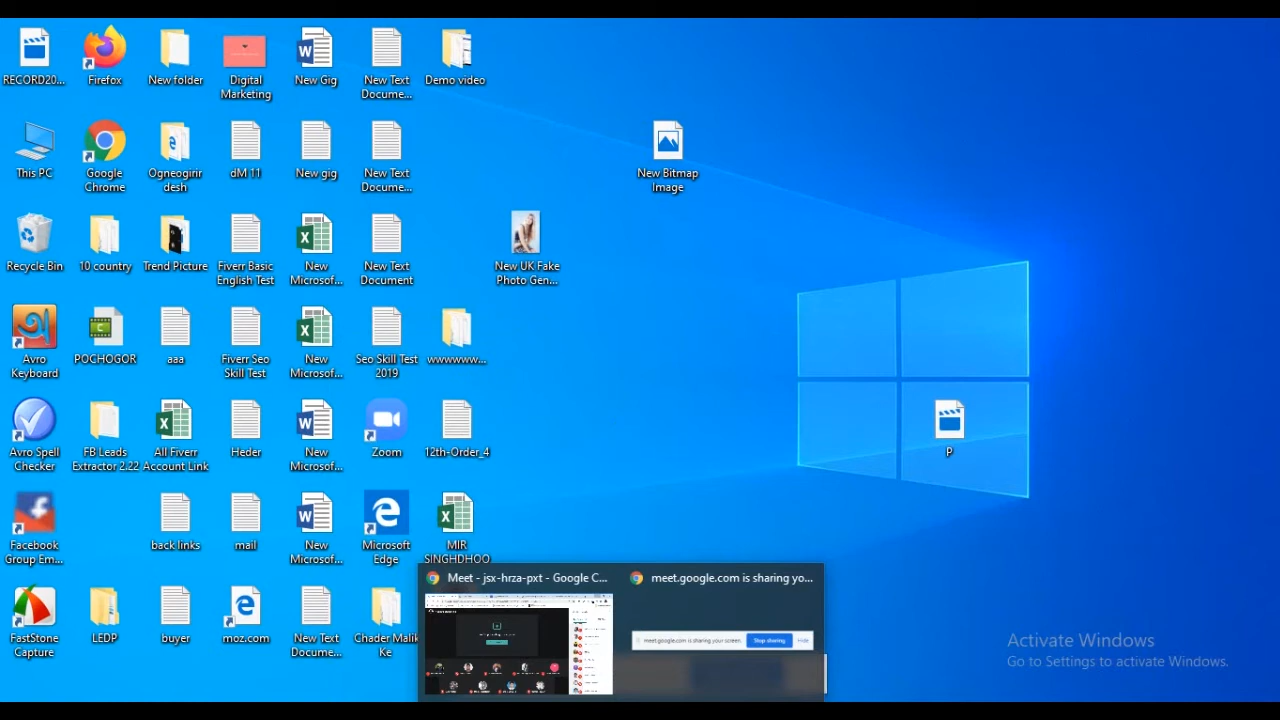 RECORD20...
Firefox
New folder
Digital
Marketing
New Gig
New Text
Docume...
Demo video
This PC
Google
Chrome
Ogneogirir
desh
dM 11
New gig
New Text
Docume...
New Bitmap
Image
Recycle Bin
10 country
Trend Picture
Fiverr Basic
English Test
New
Microsof...
New Text
Document
New UK Fake
Photo Gen...
Avro
Keyboard
POCHOGOR
aaa
Fiverr Seo
Skill Test
New
Microsof...
Seo Skill Test
2019
wwwwwww...
Avro Spell
Checker
FB Leads
Extractor 2.22
All Fiverr
Account Link
Heder
New
Microsof...
Zoom
12th-Order_4
P
Facebook
Group Em...
back links
mail
New
Microsof...
Microsoft
Edge
MIR
SINGHDHOO
Meet - jsx-hrza-pxt - Google C...
meet.google.com is sharing yo...
meet.google.com is sharing your screen.
Stop sharing
Hide
FastStone
Capture
LEDP
buyer
moz.com
New Text
Docume...
Chader Malik
Ke
Activate Windows
Go to Settings to activate Windows.